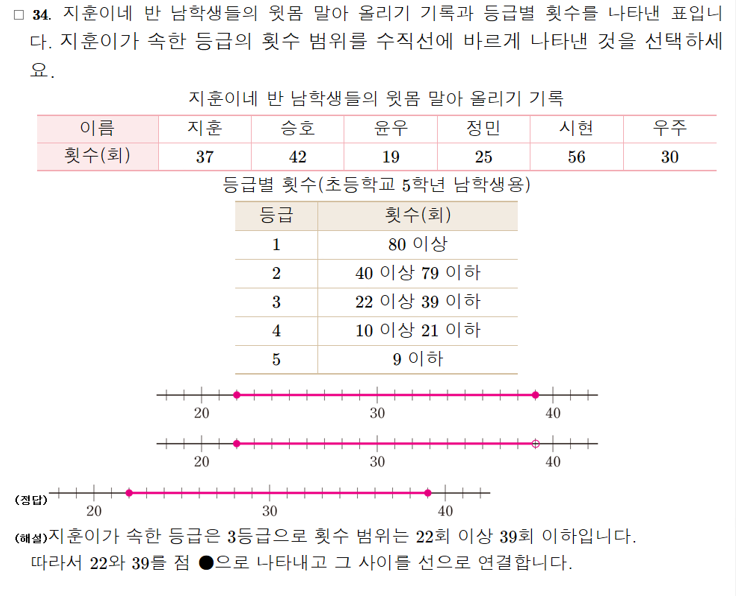 □ 34. 지훈이네 반 남학생들의 윗몸 말아 올리기 기록과 등급별 횟수를 나타낸 표입니
다. 지훈이가 속한 등급의 횟수 범위를 수직선에 바르게 나타낸 것을 선택하세
요.
지훈이네 반 남학생들의 윗몸 말아 올리기 기록
이름 지훈 승호 윤우 정민 시현 우주
횟수(회) 37 42 19 25 56 30
등급별 횟수(초등학교 5학년 남학생용)
등급 횟수(회)
1 80 이상
2 40 이상 79 이하
3 22 이상 39 이하
4 10 이상 21 이하
5 9 이하
20 30 40
20 30 40
(정답)
20 30 40
(해설)지훈이가 속한 등급은 3등급으로 횟수 범위는 22회 이상 39회 이하입니다.
따라서 22와 39를 점 ●으로 나타내고 그 사이를 선으로 연결합니다.